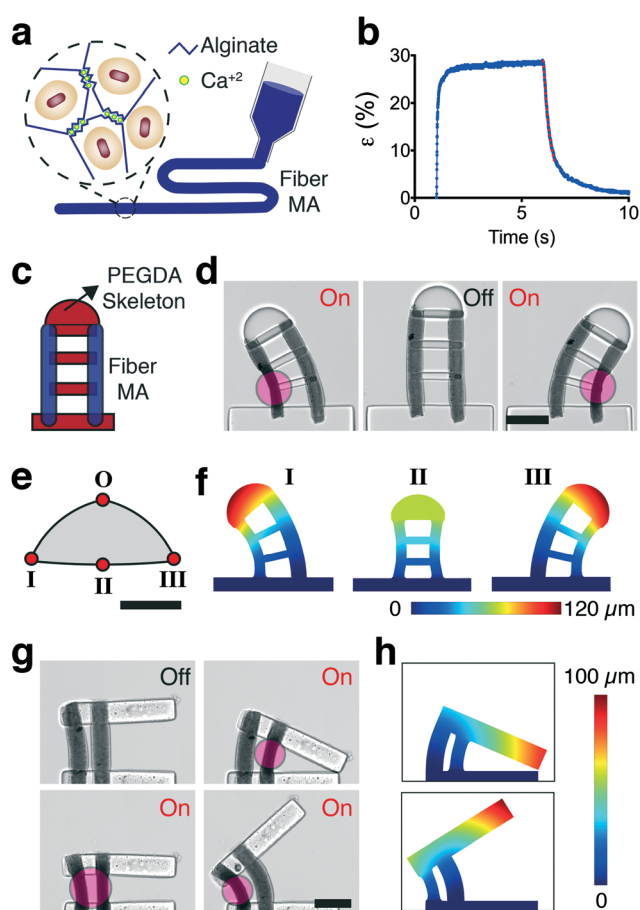 a
Alginate
Ca+2
Fiber
MA
b
30
20
10
0
ε (%)
0
5
10
Time (s)
c
PEGDA
Skeleton
Fiber
MA
d
On
Off
On
e
O
I
II
III
f
I
II
III
0
120 µm
g
Off
On
On
On
h
100 µm
0